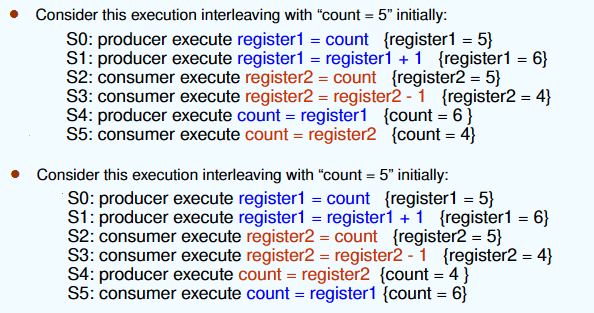 Consider this execution interleaving with “count = 5” initially:
S0: producer execute register1 = count {register1 = 5}
S1: producer execute register1 = register1 + 1 {register1 = 6}
S2: consumer execute register2 = count {register2 = 5}
S3: consumer execute register2 = register2 - 1 {register2 = 4}
S4: producer execute count = register1 {count = 6 }
S5: consumer execute count = register2 {count = 4}
Consider this execution interleaving with “count = 5” initially:
S0: producer execute register1 = count {register1 = 5}
S1: producer execute register1 = register1 + 1 {register1 = 6}
S2: consumer execute register2 = count {register2 = 5}
S3: consumer execute register2 = register2 - 1 {register2 = 4}
S4: producer execute count = register2 {count = 4 }
S5: consumer execute count = register1 {count = 6}